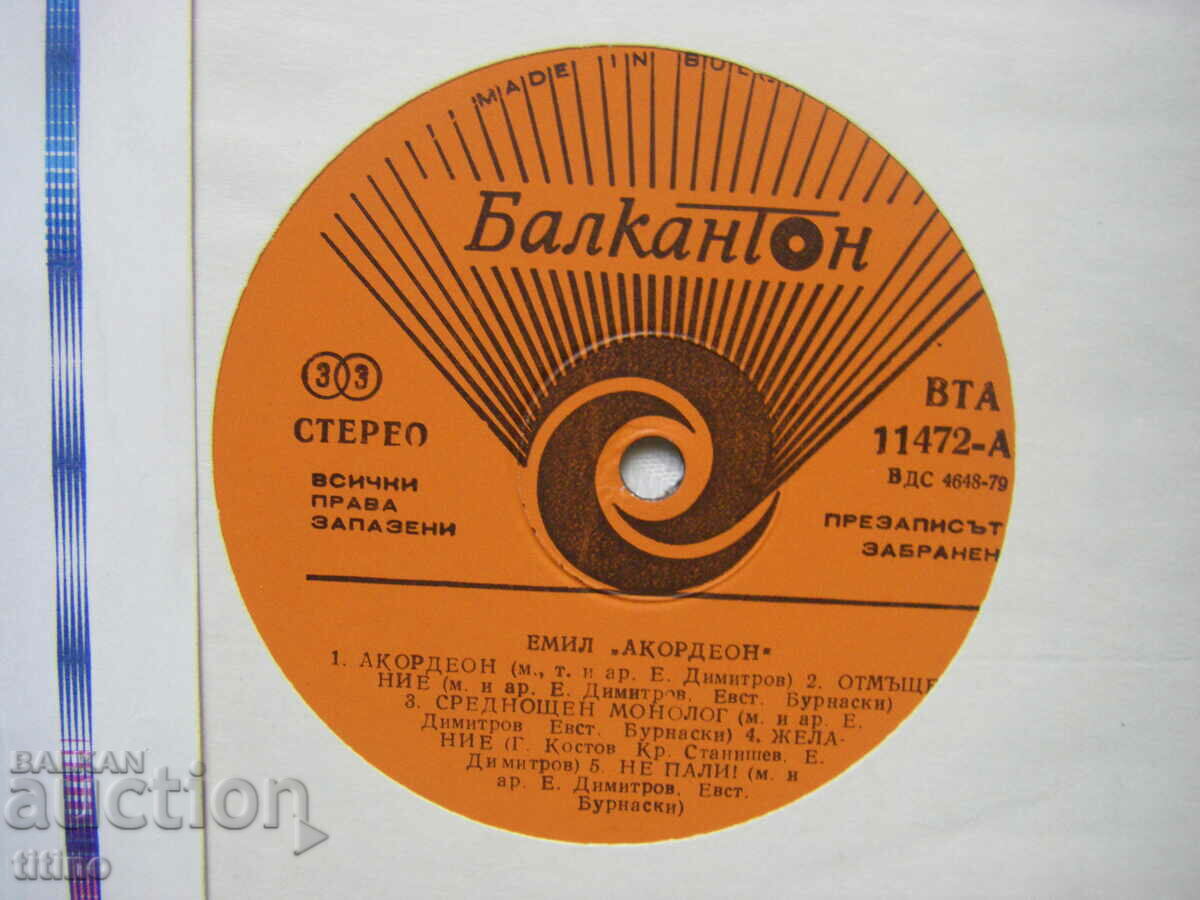 MADE IN BULG
Балкантон
33
СТЕРЕО
ВСИЧКИ
ПРАВА
ЗАПАЗЕНИ
ВТА
11472-А
ВДС 4648-79
ПРЕЗАПИСЪТ
ЗАБРАНЕН
ЕМИЛ „АКОРДЕОН"
1. АКОРДЕОН (м., т. и ар. Е. Димитров) 2. ОТМЪЩЕ
НИЕ (м. и ар. Е. Димитров, Евст. Бурнаски)
3. СРЕДНОЩЕН МОНОЛОГ (м. и ар. Е.
Димитров Евст. Бурнаски) 4. ЖЕЛА-
НИЕ (Г. Костов Кр. Станишев, Е.
Димитров) 5. НЕ ПАЛИ! (м. и
ар. Е. Димитров, Евст.
Бурнаски)
BALKAN
auction
titino